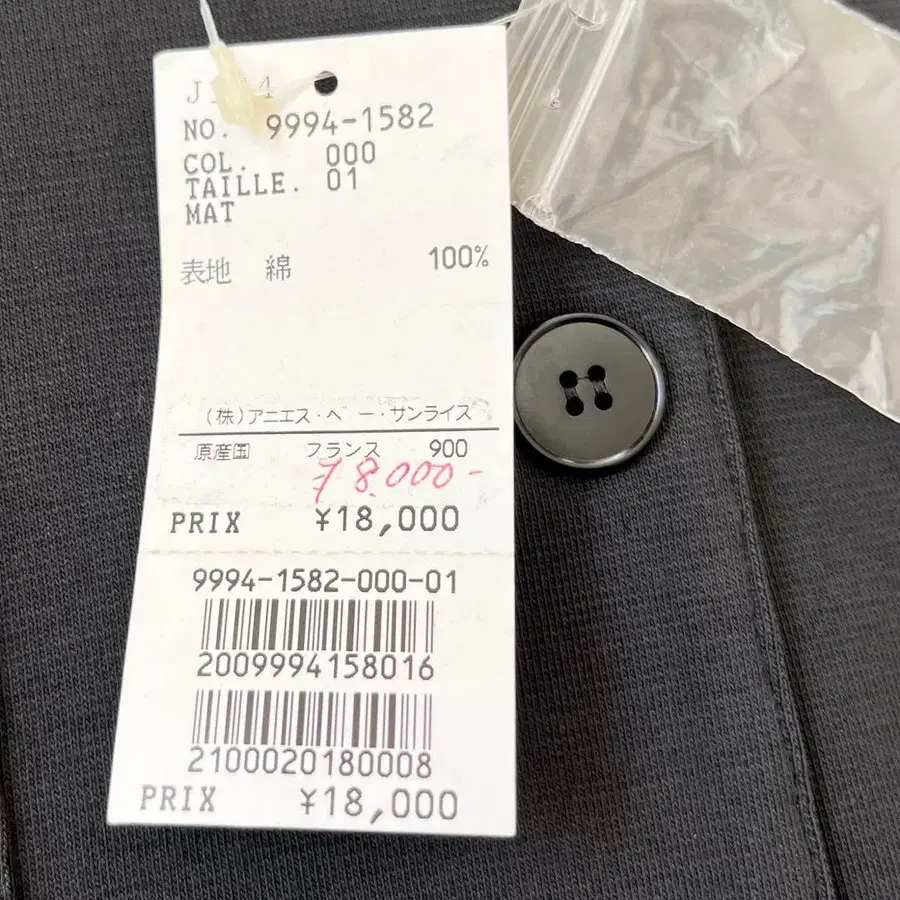 NO. 9994-1582
COL. 000
TAILLE. 01
MAT
表地 綿 100%
(株)アニエス・ベー・サンライズ
原産国 フランス 900
¥8.000-
PRIX ¥18,000
9994-1582-000-01
2009994158016
2100020180008
PRIX ¥18,000